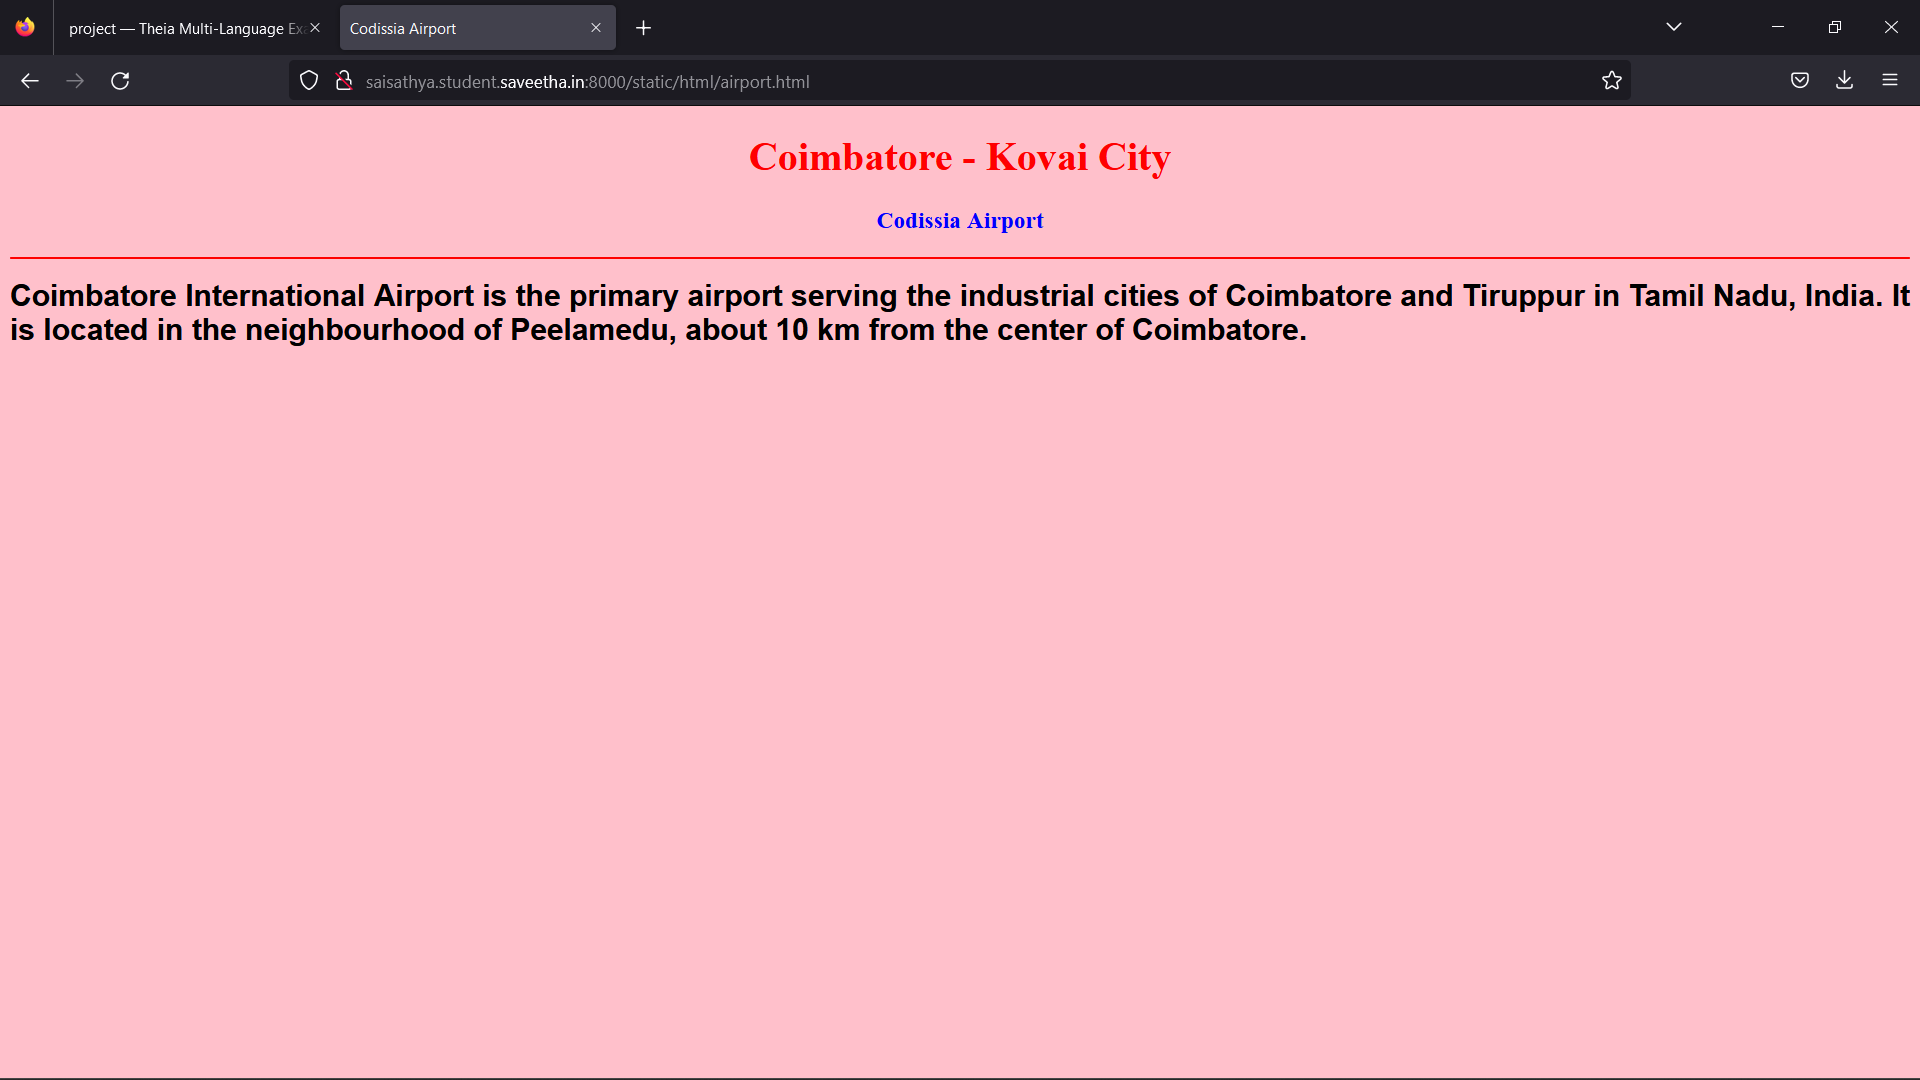 project — Theia Multi-Language
Codissia Airport
saisathya.student.saveetha.in:8000/static/html/airport.html
Coimbatore - Kovai City
Codissia Airport
Coimbatore International Airport is the primary airport serving the industrial cities of Coimbatore and Tiruppur in Tamil Nadu, India. It
is located in the neighbourhood of Peelamedu, about 10 km from the center of Coimbatore.